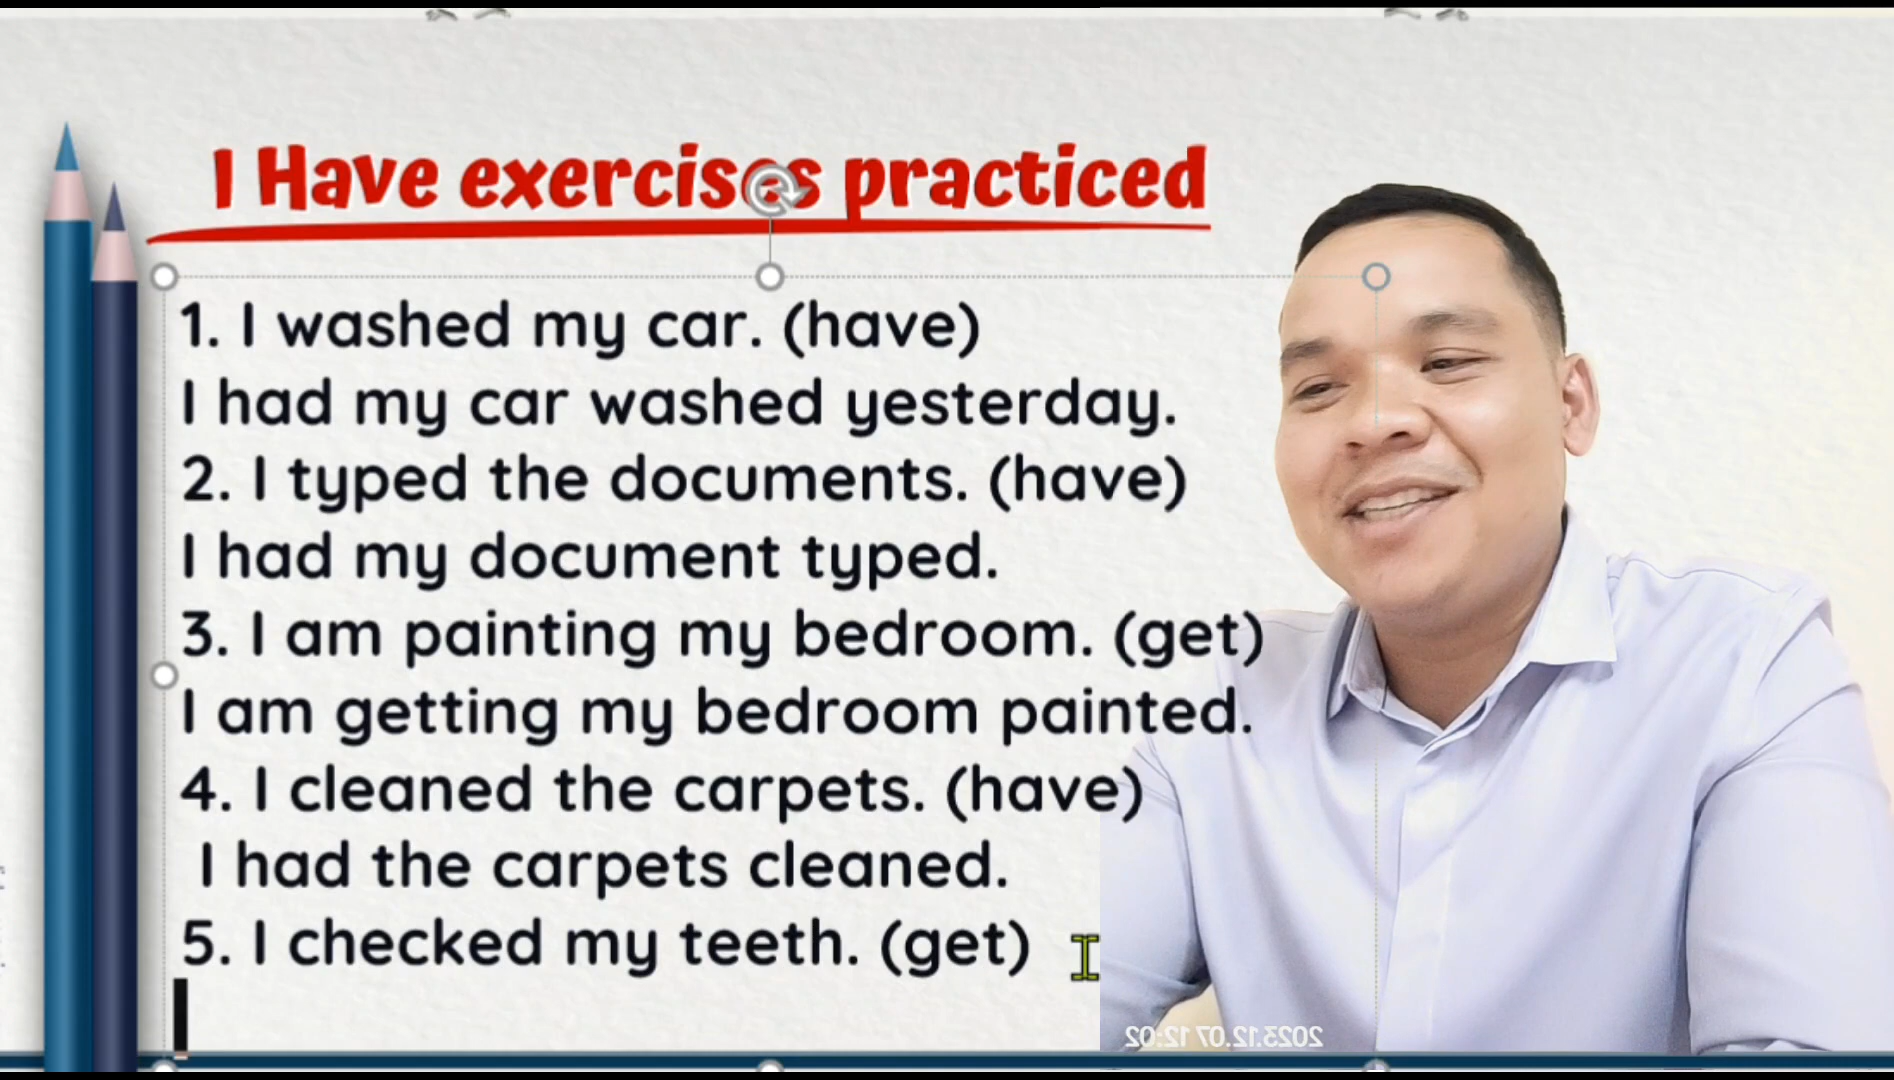 I Have exercises practiced
1. I washed my car. (have)
I had my car washed yesterday.
2. I typed the documents. (have)
I had my document typed.
3. I am painting my bedroom. (get)
I am getting my bedroom painted.
4. I cleaned the carpets. (have)
I had the carpets cleaned.
5. I checked my teeth. (get)
2023.12.07 12:02